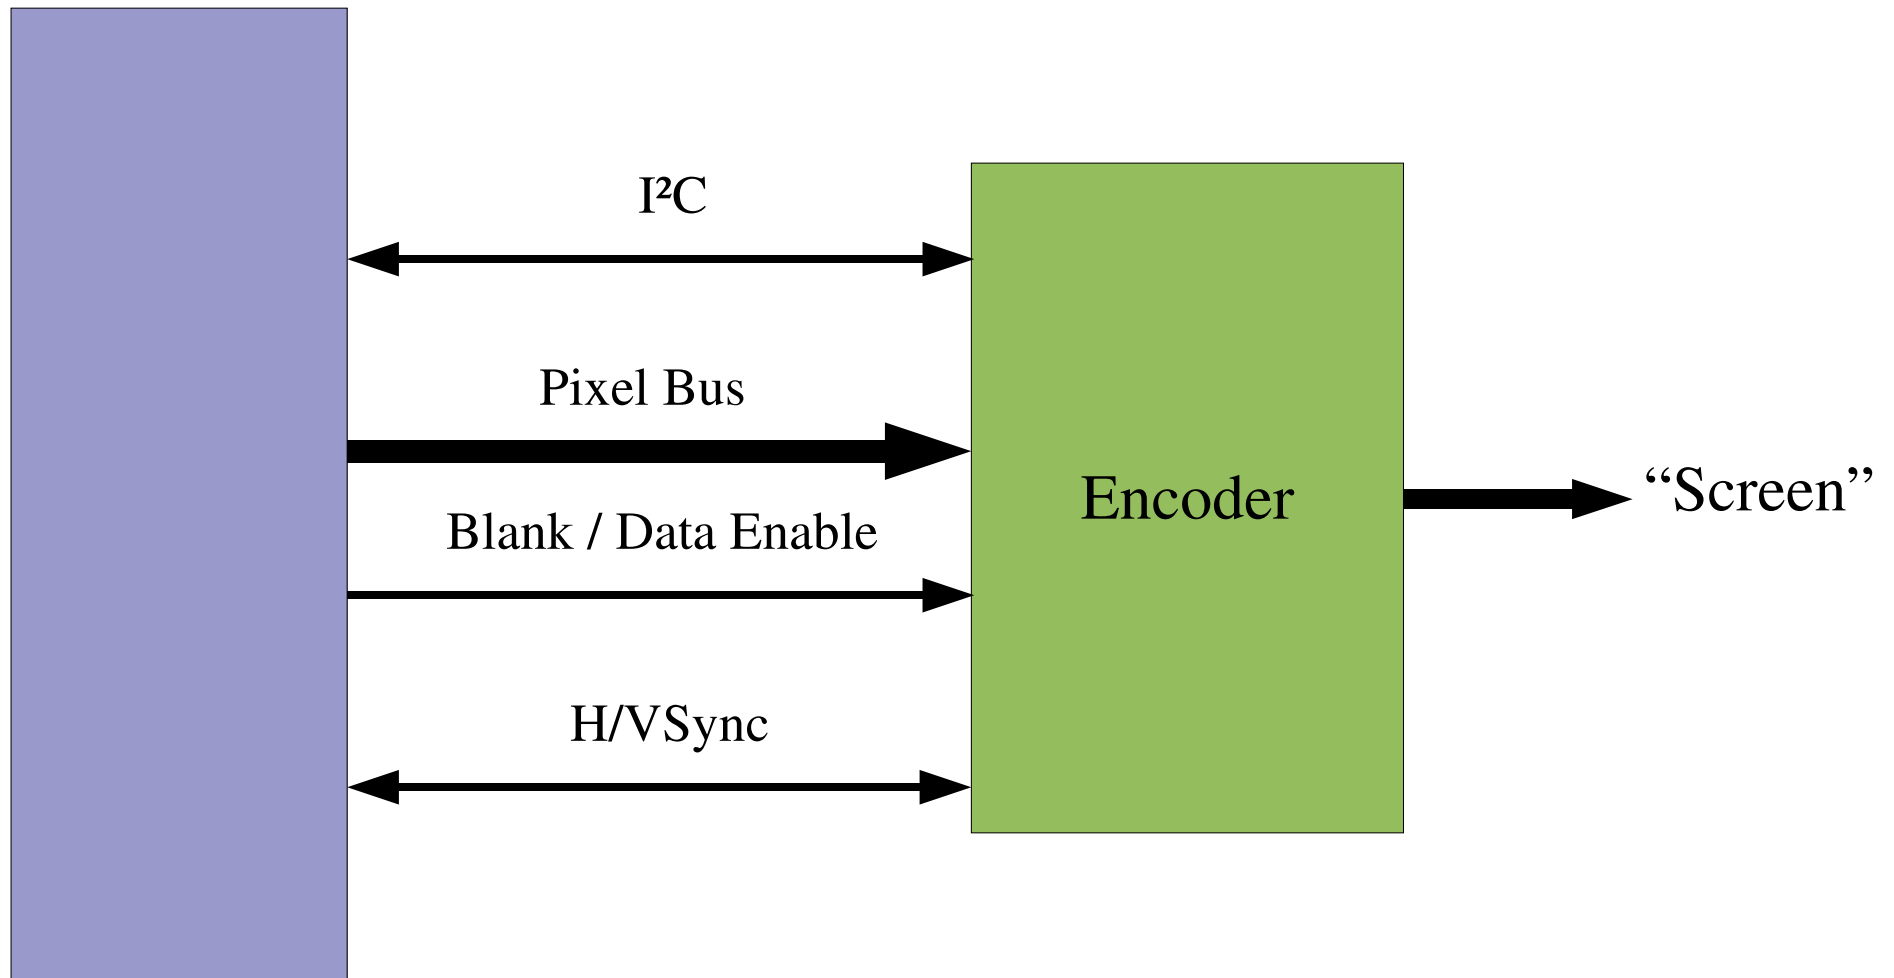 I²C
Pixel Bus
Blank / Data Enable
H/VSync
Encoder
“Screen”